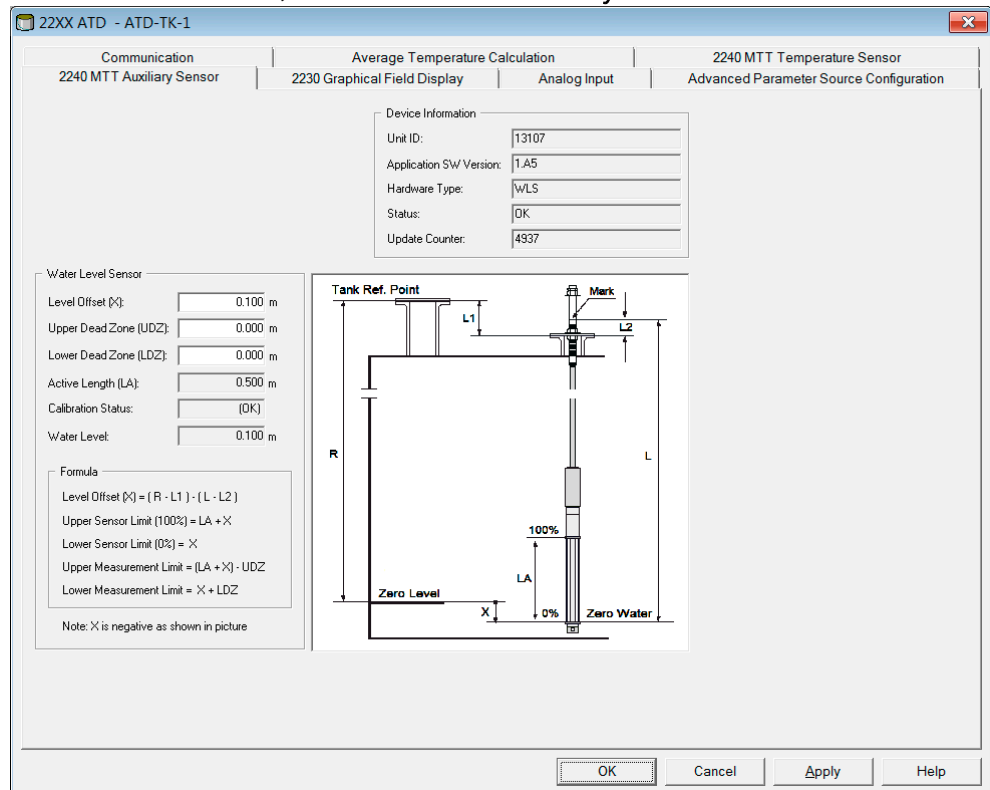 22XX ATD - ATD-TK-1
Communication
Average Temperature Calculation
2240 MTT Temperature Sensor
2240 MTT Auxiliary Sensor
2230 Graphical Field Display
Analog Input
Advanced Parameter Source Configuration
Device Information
Unit ID: 13107
Application SW Version: 1.A5
Hardware Type: WLS
Status: OK
Update Counter: 4937
Water Level Sensor
Level Offset (X): 0.100 m
Upper Dead Zone (UDZ): 0.000 m
Lower Dead Zone (LDZ): 0.000 m
Active Length (LA): 0.500 m
Calibration Status: (OK)
Water Level: 0.100 m
Formula
Level Offset (X) = ( R - L1 ) - ( L - L2 )
Upper Sensor Limit (100%) = LA + X
Lower Sensor Limit (0%) = X
Upper Measurement Limit = (LA + X) - UDZ
Lower Measurement Limit = X + LDZ
Note: X is negative as shown in picture
Tank Ref. Point
Mark
L1
L2
R
L
100%
LA
Zero Level
X
0%
Zero Water
OK
Cancel
Apply
Help